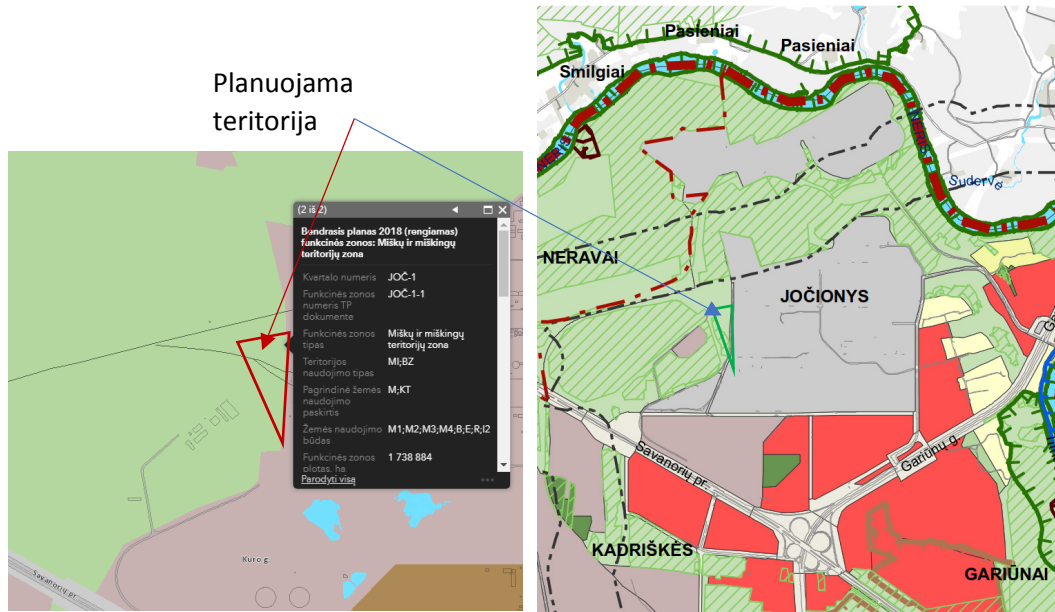 Planuojama
teritorija
(2 iš 2)
Bendrasis planas 2018 (rengiamas)
funkcinės zonos: Miškų ir miškingų
teritorijų zona
Kvartalo numeris JOČ-1
Funkcinės zonos JOČ-1-1
numeris TP
dokumente
Funkcinės zonos Miškų ir miškingų
tipas teritorijų zona
Teritorijos MI;BZ
naudojimo tipas
Pagrindinė žemės M;KT
naudojimo
paskirtis
Žemės naudojimo M1;M2;M3;M4;B;E;R;I2
būdas
Funkcinės zonos 1 738 884
plotas, ha
Parodyti visą
Kuro g.
Savanorių pr.
Pasieniai
Pasieniai
Smilgiai
NERIS
Sudervė
NERAVAI
JOČIONYS
Savanorių pr.
Gariūnų g.
KADRIŠKĖS
GARIŪNAI